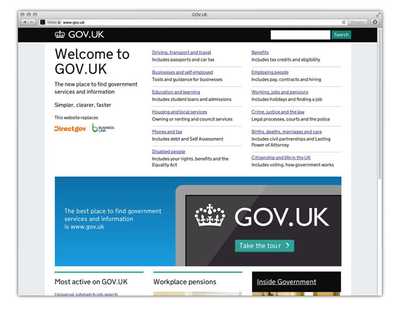 GOV.UK
www.gov.uk
GOV.UK
Search
Welcome to
GOV.UK
The new place to find government
services and information
Simpler, clearer, faster
This website replaces
Directgov
BUSINESS
LINK
Driving, transport and travel
Includes passports and car tax
Businesses and self-employed
Tools and guidance for businesses
Education and learning
Includes student loans and admissions
Housing and local services
Owning or renting and council services
Money and tax
Includes debt and Self Assessment
Disabled people
Includes your rights, benefits and the
Equality Act
Benefits
Includes tax credits and eligibility
Employing people
Includes pay, contracts and hiring
Working, jobs and pensions
Includes holidays and finding a job
Crime, justice and the law
Legal processes, courts and the police
Births, deaths, marriages and care
Includes civil partnerships and Lasting
Power of Attorney
Citizenship and life in the UK
Includes voting, how government works
The best place to find government
services and information
is www.gov.uk
GOV.UK
Take the tour
Most active on GOV.UK
Workplace pensions
Inside Government
Universal Jobmatch job search